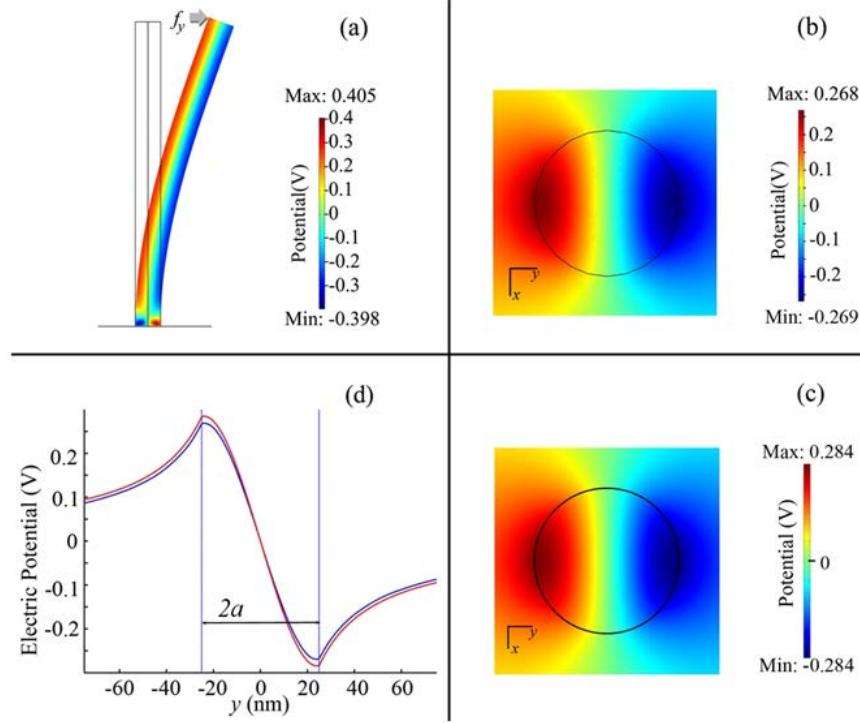 f_y
(a)
Max: 0.405
0.4
0.3
0.2
0.1
0
-0.1
-0.2
-0.3
Potential(V)
Min: -0.398
(b)
Max: 0.268
0.2
0.1
0
-0.1
-0.2
Potential(V)
Min: -0.269
y
x
(d)
Electric Potential (V)
0.2
0.1
0
-0.1
-0.2
2a
-60 -40 -20 0 20 40 60
y (nm)
(c)
Max: 0.284
0
Potential (V)
Min: -0.284
y
x